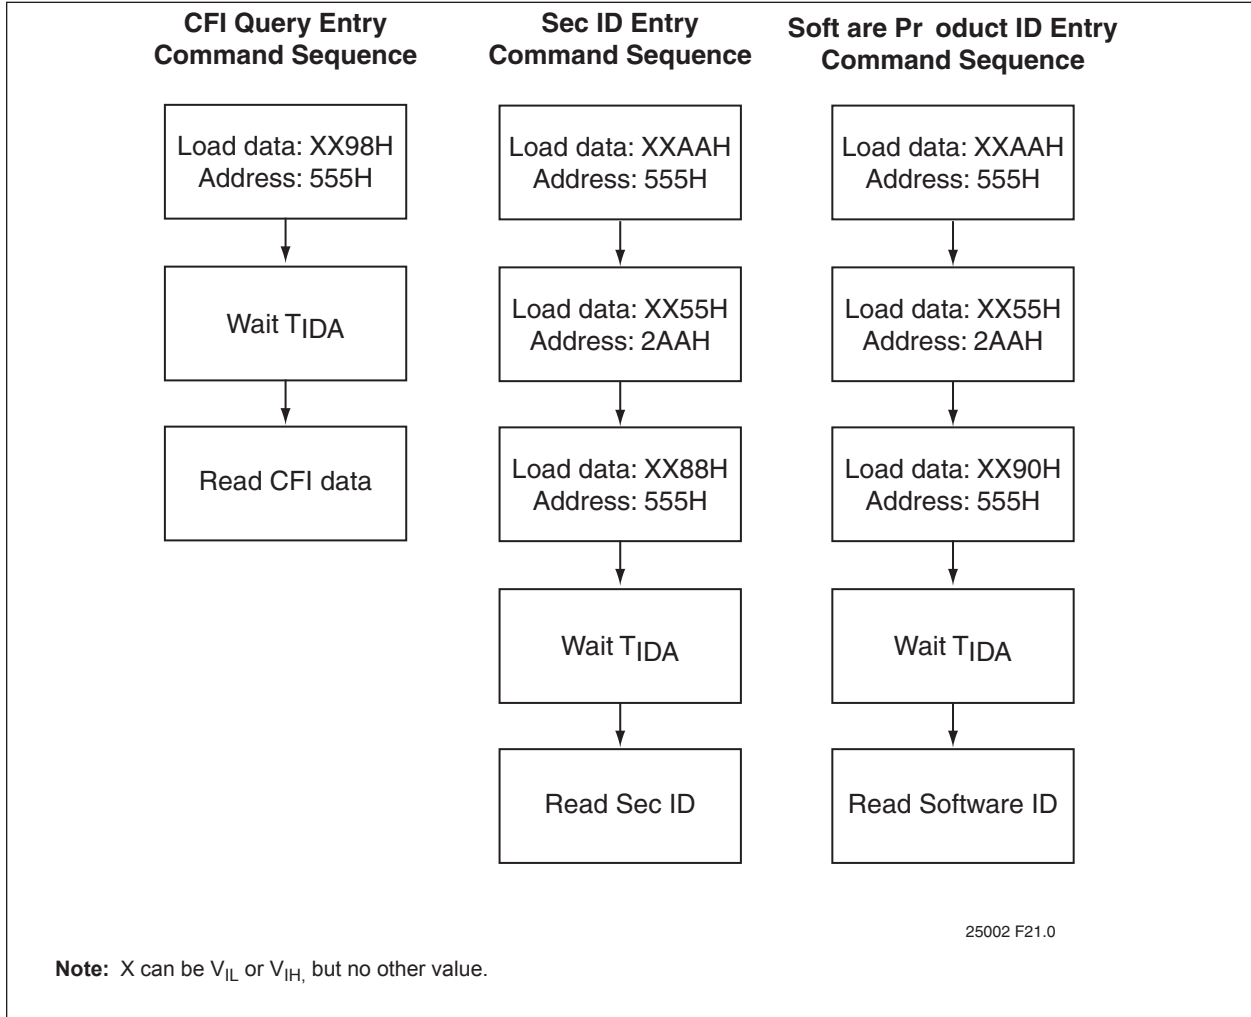 CFI Query Entry
Command Sequence
Load data: XX98H
Address: 555H
Wait TIDA
Read CFI data
Sec ID Entry
Command Sequence
Load data: XXAAH
Address: 555H
Load data: XX55H
Address: 2AAH
Load data: XX88H
Address: 555H
Wait TIDA
Read Sec ID
Soft are Pr oduct ID Entry
Command Sequence
Load data: XXAAH
Address: 555H
Load data: XX55H
Address: 2AAH
Load data: XX90H
Address: 555H
Wait TIDA
Read Software ID
25002 F21.0
Note: X can be VIL or VIH, but no other value.